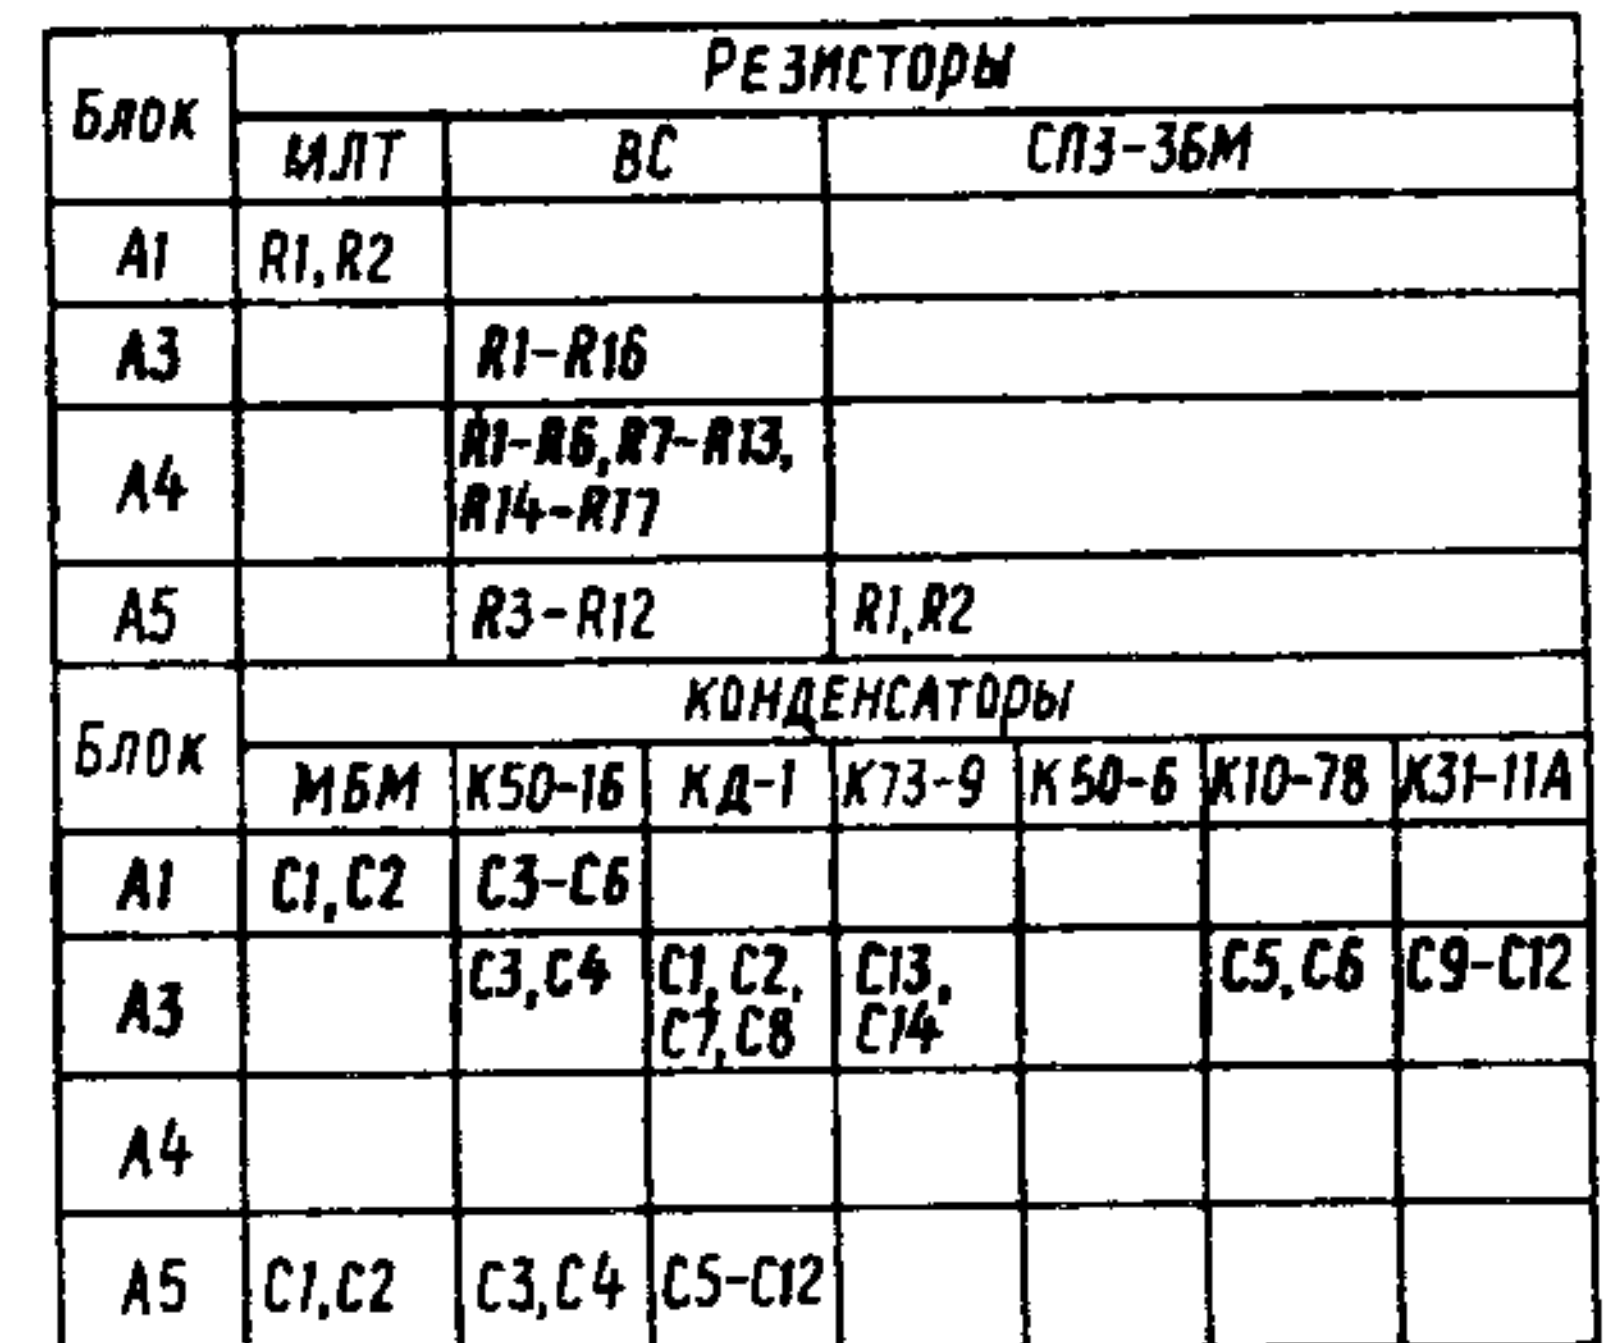 Блок
Резисторы
МЛТ ВС СП3-3БМ
А1 R1, R2
А3 R1-R16
А4 R1-R6, R7-R13,
R14-R17
А5 R3-R12 R1, R2
Блок
Конденсаторы
МБМ К50-16 КД-1 К73-9 К50-6 К10-78 К31-11А
А1 С1, С2 С3-С6
А3 С3, С4 С1, С2, С13, С5, С6 С9-С12
С7, С8 С14
А4
А5 С1, С2 С3, С4 С5-С12